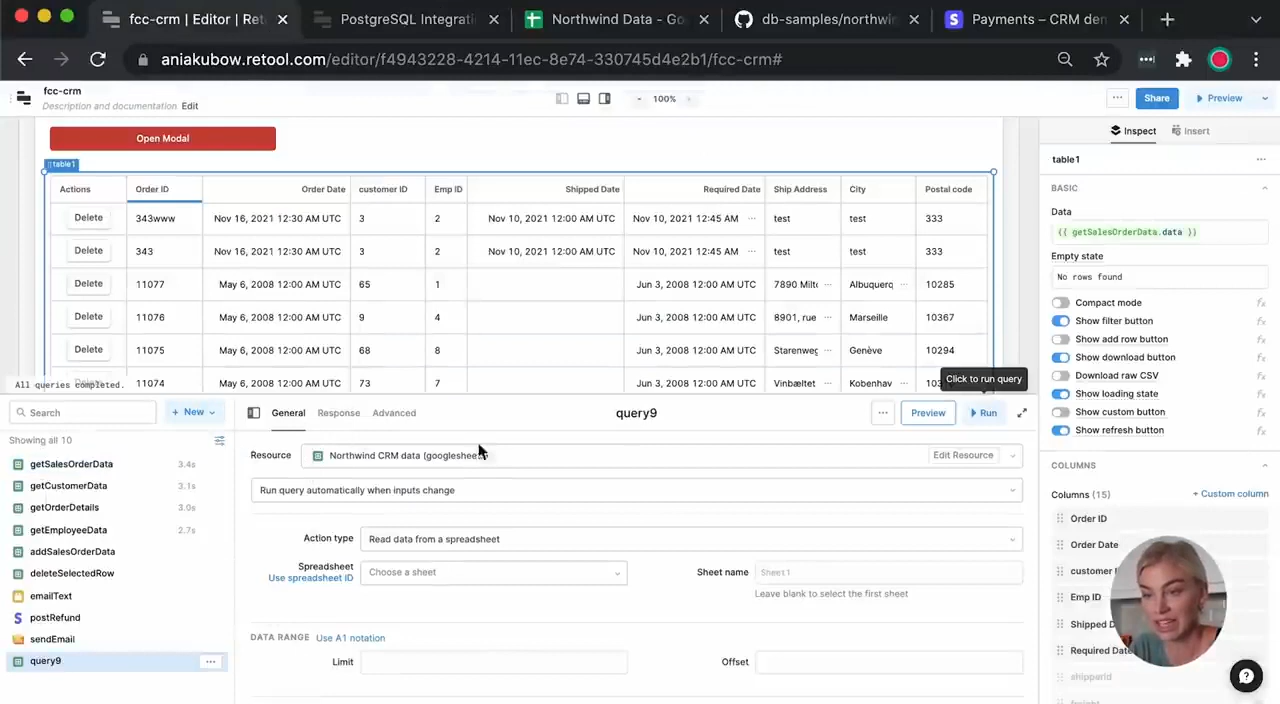 fcc-crm | Editor | Ret
PostgreSQL Integrati
Northwind Data - Go
db-samples/northwin
Payments – CRM den
aniakubow.retool.com/editor/f4943228-4214-11ec-8e74-330745d4e2b1/fcc-crm#
fcc-crm
Description and documentation Edit
100%
Share
Preview
Open Modal
Inspect
Insert
table1
table1
Actions Order ID Order Date customer ID Emp ID Shipped Date Required Date Ship Address City Postal code
Delete 343www Nov 16, 2021 12:30 AM UTC 3 2 Nov 10, 2021 12:00 AM UTC Nov 10, 2021 12:45 AM ... test test 333
Delete 343 Nov 16, 2021 12:30 AM UTC 3 2 Nov 10, 2021 12:00 AM UTC Nov 10, 2021 12:45 AM ... test test 333
Delete 11077 May 6, 2008 12:00 AM UTC 65 1 Jun 3, 2008 12:00 AM UTC 7890 Milt ... Albuquerq ... 10285
Delete 11076 May 6, 2008 12:00 AM UTC 9 4 Jun 3, 2008 12:00 AM UTC 8901, rue ... Marseille 10367
Delete 11075 May 6, 2008 12:00 AM UTC 68 8 Jun 3, 2008 12:00 AM UTC Starenweg ... Genève 10294
11074 May 6, 2008 12:00 AM UTC 73 7 Jun 3, 2008 12:00 AM UTC Vinbæltet ... Kobenhav ...
All queries completed.
Click to run query
BASIC
Data
{{ getSalesOrderData.data }}
Empty state
No rows found
Compact mode
Show filter button
Show add row button
Show download button
Download raw CSV
Show loading state
Show custom button
Show refresh button
COLUMNS
Columns (15) + Custom column
Order ID
Order Date
customer I
Emp ID
Shipped D
Required Date
shipperid
freight
Search
+ New
Showing all 10
getSalesOrderData 3.4s
getCustomerData 3.1s
getOrderDetails 3.0s
getEmployeeData 2.7s
addSalesOrderData
deleteSelectedRow
emailText
postRefund
sendEmail
query9
General Response Advanced
query9
Preview
Run
Resource
Northwind CRM data (googleshee
Edit Resource
Run query automatically when inputs change
Action type
Read data from a spreadsheet
Spreadsheet
Use spreadsheet ID
Choose a sheet
Sheet name
Sheet1
Leave blank to select the first sheet
DATA RANGE Use A1 notation
Limit
Offset